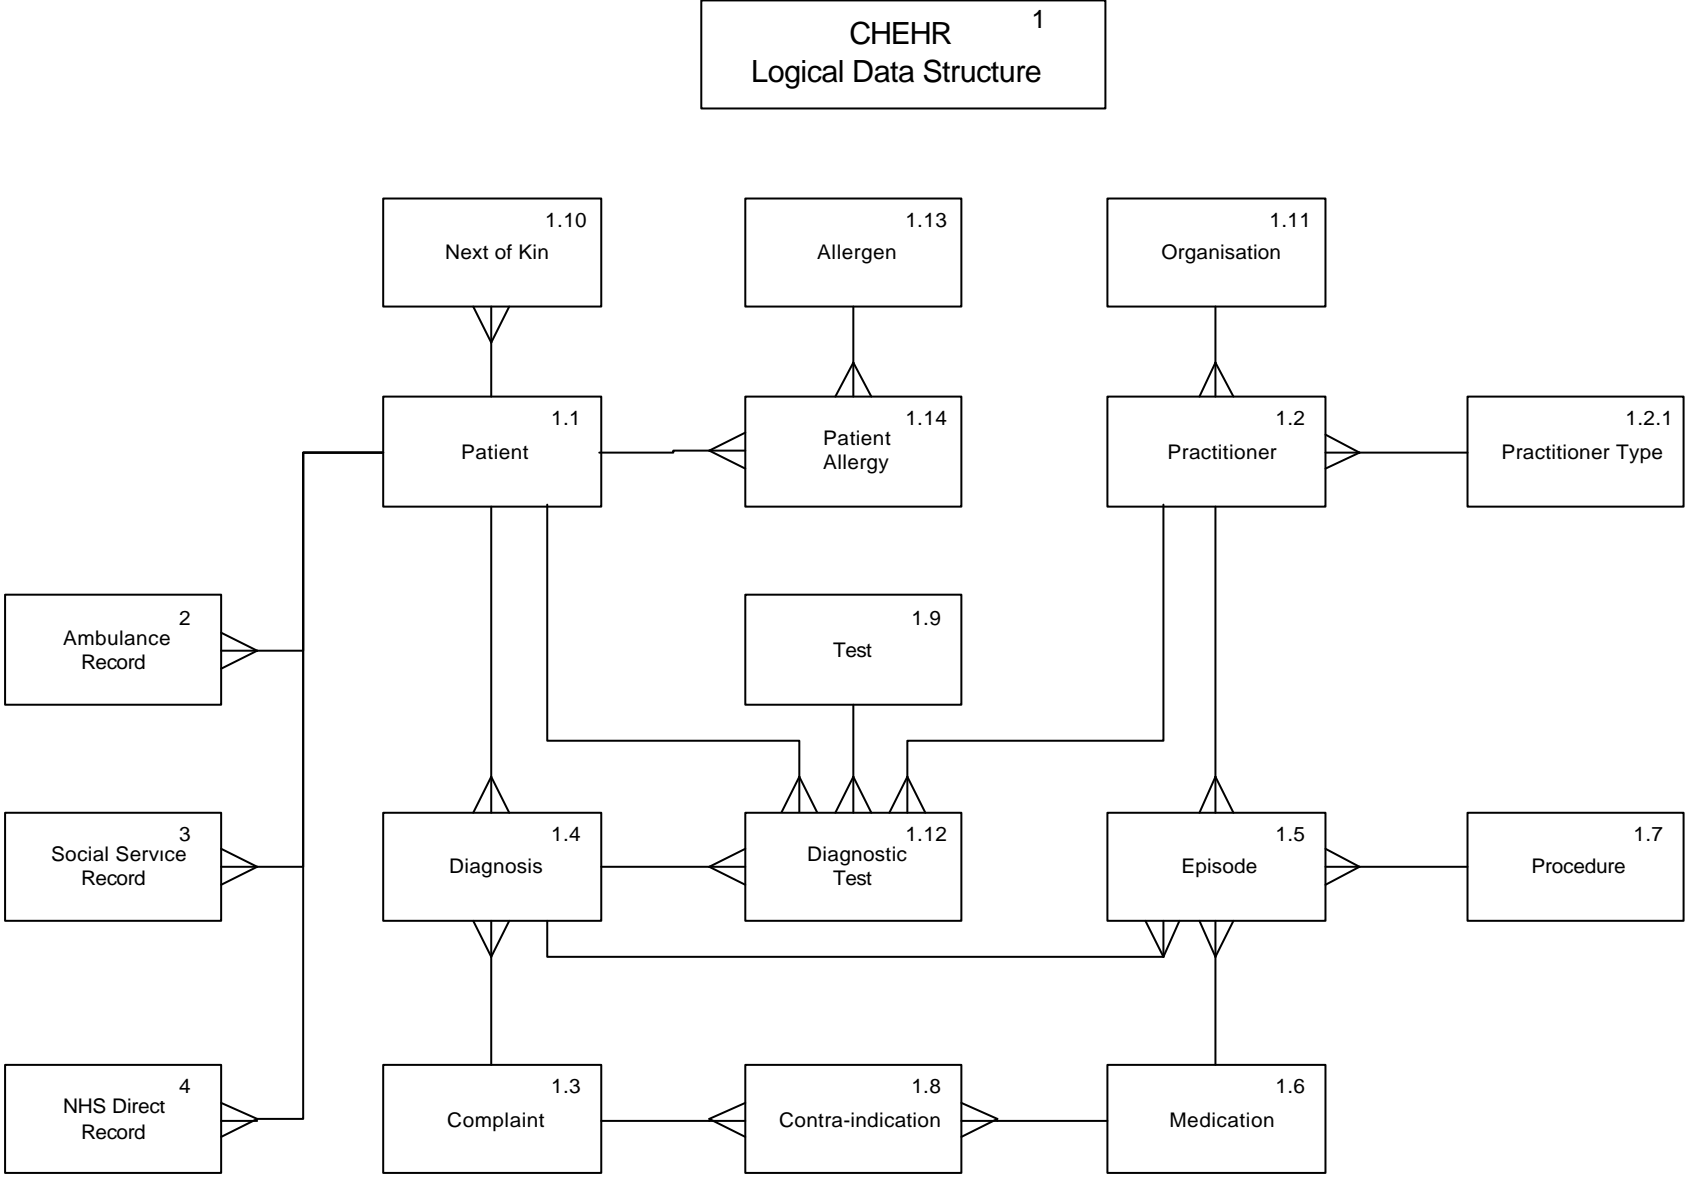 1
CHEHR
Logical Data Structure
1.10
Next of Kin
1.13
Allergen
1.11
Organisation
1.1
Patient
1.14
Patient
Allergy
1.2
Practitioner
1.2.1
Practitioner Type
2
Ambulance
Record
1.9
Test
3
Social Service
Record
1.4
Diagnosis
1.12
Diagnostic
Test
1.5
Episode
1.7
Procedure
4
NHS Direct
Record
1.3
Complaint
1.8
Contra-indication
1.6
Medication